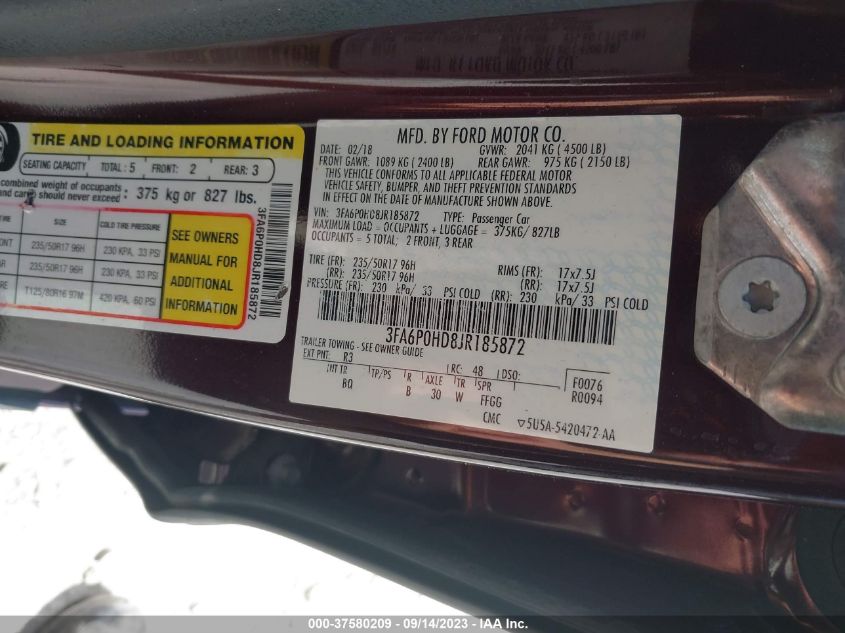 TIRE AND LOADING INFORMATION
SEATING CAPACITY TOTAL: 5 FRONT: 2 REAR: 3
combined weight of occupants : 375 kg or 827 lbs.
should never exceed :
SIZE COLD TIRE PRESSURE
235/50R17 96H 230 KPA, 33 PSI
235/50R17 96H 230 KPA, 33 PSI
T125/80R16 97M 420 KPA, 60 PSI
SEE OWNERS
MANUAL FOR
ADDITIONAL
INFORMATION
3FA6P0HD8JR185872
MFD. BY FORD MOTOR CO.
02/18 GVWR: 2041 KG ( 4500 LB)
FRONT GAWR: 1089 KG ( 2400 LB) REAR GAWR: 975 KG ( 2150 LB)
THIS VEHICLE CONFORMS TO ALL APPLICABLE FEDERAL MOTOR
VEHICLE SAFETY, BUMPER, AND THEFT PREVENTION STANDARDS
IN EFFECT ON THE DATE OF MANUFACTURE SHOWN ABOVE.
VIN: 3FA6P0HD8JR185872 TYPE: Passenger Car
MAXIMUM LOAD = OCCUPANTS + LUGGAGE = 375KG/ 827LB
OCCUPANTS = 5 TOTAL; 2 FRONT, 3 REAR
TIRE (FR): 235/50R17 96H RIMS (FR): 17x7.5J
(RR): 235/50R17 96H (RR): 17x7.5J
PRESSURE (FR): 230 kPa/ 33 PSI COLD (RR): 230 kPa/33 PSI COLD
3FA6P0HD8JR185872
TRAILER TOWING - SEE OWNER GUIDE
EXT PNT: R3 RC: 48 DSO: F0076
INT TR TP/PS R AXLE TR SPR R0094
BQ B 30 W FFGG
CMC ▽5USA-5420472-AA
000-37580209 - 09/14/2023 - USA.IAAI.COM